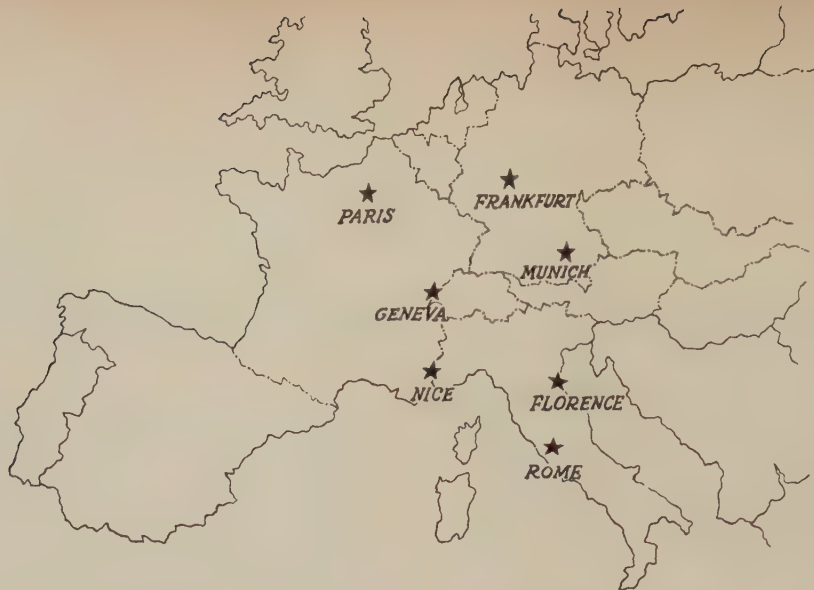 PARIS
FRANKFURT
MUNICH
GENEVA
NICE
FLORENCE
ROME